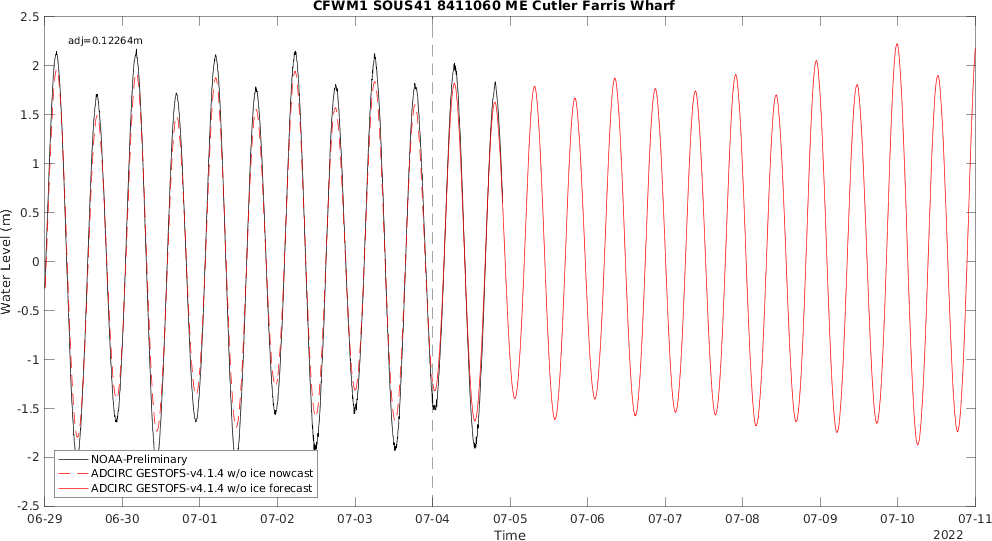 CFWM1 SOUS41 8411060 ME Cutler Farris Wharf
adj=0.12264m
2.5
2
1.5
1
0.5
0
-0.5
-1
-1.5
-2
-2.5
Water Level (m)
NOAA-Preliminary
ADCIRC GESTOFS-v4.1.4 w/o ice nowcast
ADCIRC GESTOFS-v4.1.4 w/o ice forecast
06-29 06-30 07-01 07-02 07-03 07-04 07-05 07-06 07-07 07-08 07-09 07-10 07-11
Time
2022